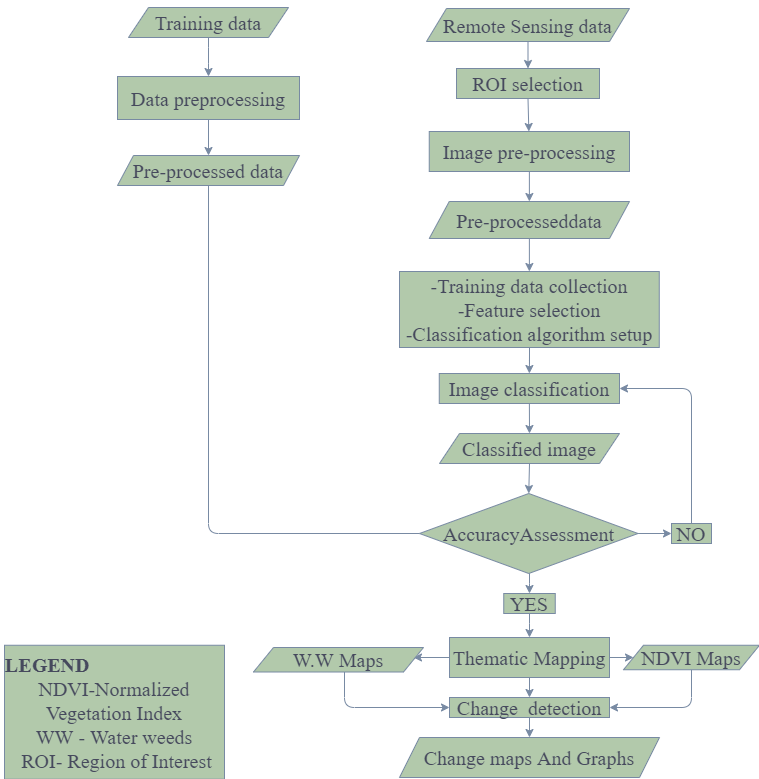 Training data
Data preprocessing
Pre-processed data
Remote Sensing data
ROI selection
Image pre-processing
Pre-processeddata
-Training data collection
-Feature selection
-Classification algorithm setup
Image classification
Classified image
AccuracyAssessment
NO
YES
W.W Maps
Thematic Mapping
NDVI Maps
Change detection
Change maps And Graphs
LEGEND
NDVI-Normalized
Vegetation Index
WW - Water weeds
ROI- Region of Interest